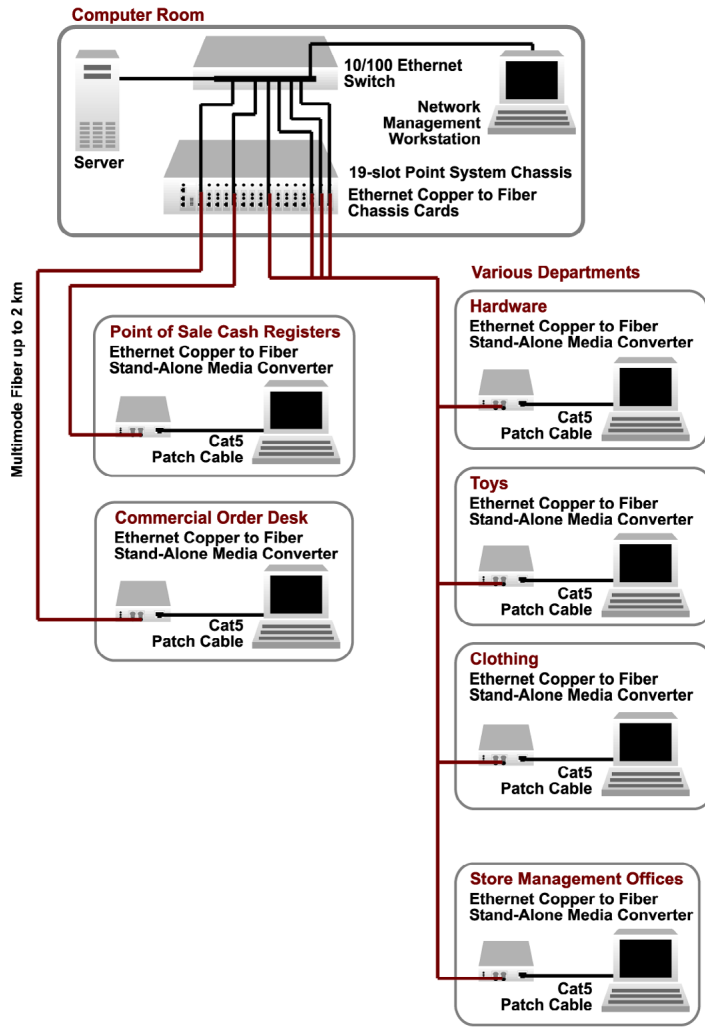 Computer Room
10/100 Ethernet
Switch
Network
Management
Workstation
Server
19-slot Point System Chassis
Ethernet Copper to Fiber
Chassis Cards
Multimode Fiber up to 2 km
Point of Sale Cash Registers
Ethernet Copper to Fiber
Stand-Alone Media Converter
Cat5
Patch Cable
Commercial Order Desk
Ethernet Copper to Fiber
Stand-Alone Media Converter
Cat5
Patch Cable
Various Departments
Hardware
Ethernet Copper to Fiber
Stand-Alone Media Converter
Cat5
Patch Cable
Toys
Ethernet Copper to Fiber
Stand-Alone Media Converter
Cat5
Patch Cable
Clothing
Ethernet Copper to Fiber
Stand-Alone Media Converter
Cat5
Patch Cable
Store Management Offices
Ethernet Copper to Fiber
Stand-Alone Media Converter
Cat5
Patch Cable